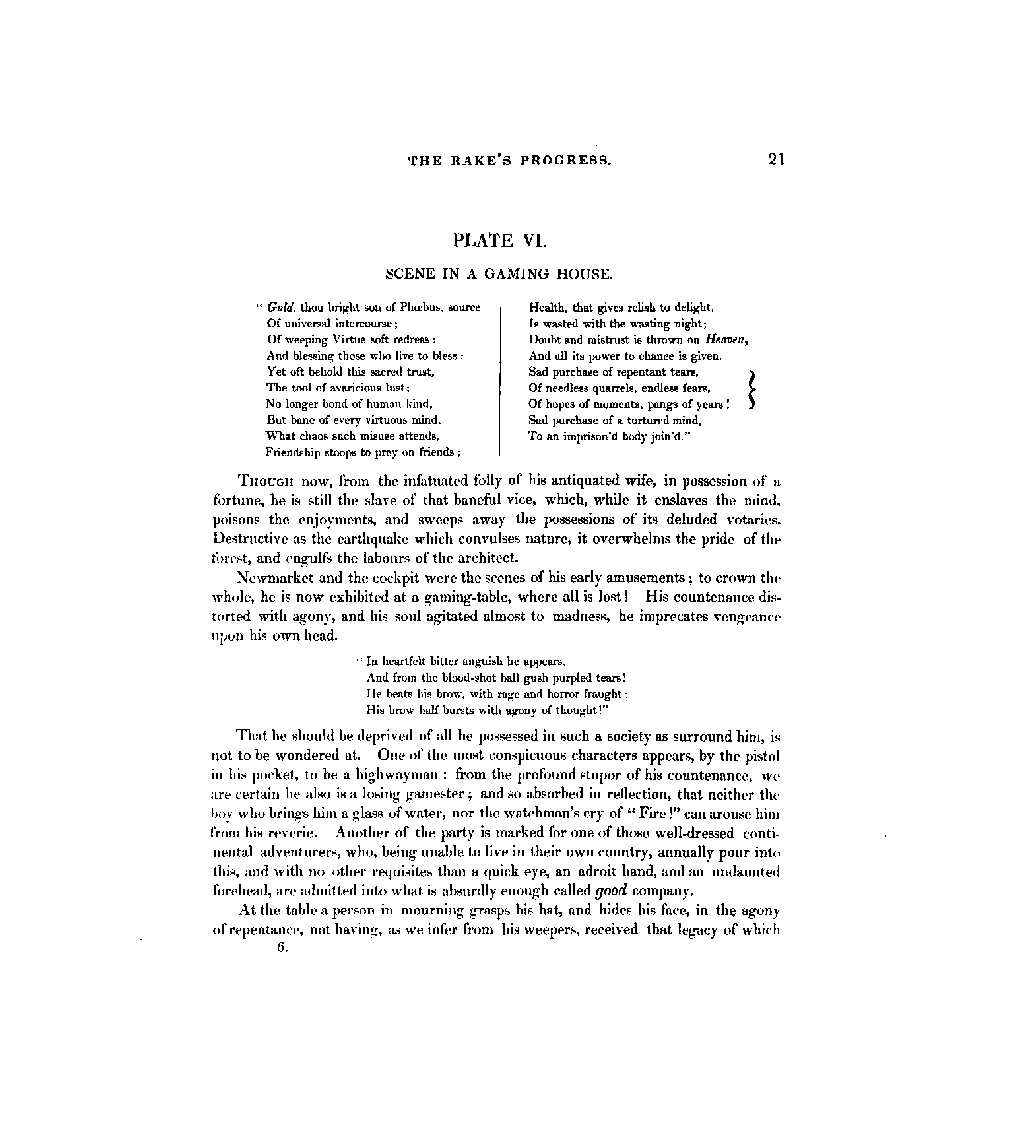 THE RAKE'S PROGRESS. 21
PLATE VI.
SCENE IN A GAMING HOUSE.
" Gold, thou bright son of Phœbus, source
Of universal intercourse;
Of weeping Virtue soft redress:
And blessing those who live to bless:
Yet oft behold this sacred trust,
The tool of avaricious lust;
No longer bond of human kind,
But bane of every virtuous mind.
What chaos such misuse attends,
Friendship stoops to prey on friends;
Health, that gives relish to delight,
Is wasted with the wasting night;
Doubt and mistrust is thrown on Heaven,
And all its power to chance is given.
Sad purchase of repentant tears,
Of needless quarrels, endless fears,
Of hopes of moments, pangs of years!
Sad purchase of a tortur'd mind,
To an imprison'd body join'd."
THOUGH now, from the infatuated folly of his antiquated wife, in possession of a
fortune, he is still the slave of that baneful vice, which, while it enslaves the mind,
poisons the enjoyments, and sweeps away the possessions of its deluded votaries.
Destructive as the earthquake which convulses nature, it overwhelms the pride of the
forest, and engulfs the labours of the architect.
Newmarket and the cockpit were the scenes of his early amusements; to crown the
whole, he is now exhibited at a gaming-table, where all is lost! His countenance dis-
torted with agony, and his soul agitated almost to madness, he imprecates vengeance
upon his own head.
" In heartfelt bitter anguish he appears,
And from the blood-shot ball gush purpled tears!
He beats his brow, with rage and horror fraught;
His brow half bursts with agony of thought!"
That he should be deprived of all he possessed in such a society as surround him, is
not to be wondered at. One of the most conspicuous characters appears, by the pistol
in his pocket, to be a highwayman: from the profound stupor of his countenance, we
are certain he also is a losing gamester; and so absorbed in reflection, that neither the
boy who brings him a glass of water, nor the watchman's cry of " Fire!" can arouse him
from his reverie. Another of the party is marked for one of those well-dressed conti-
nental adventurers, who, being unable to live in their own country, annually pour into
this, and with no other requisites than a quick eye, an adroit hand, and an undaunted
forehead, are admitted into what is absurdly enough called good company.
At the table a person in mourning grasps his hat, and hides his face, in the agony
of repentance, not having, as we infer from his weepers, received that legacy of which
6.